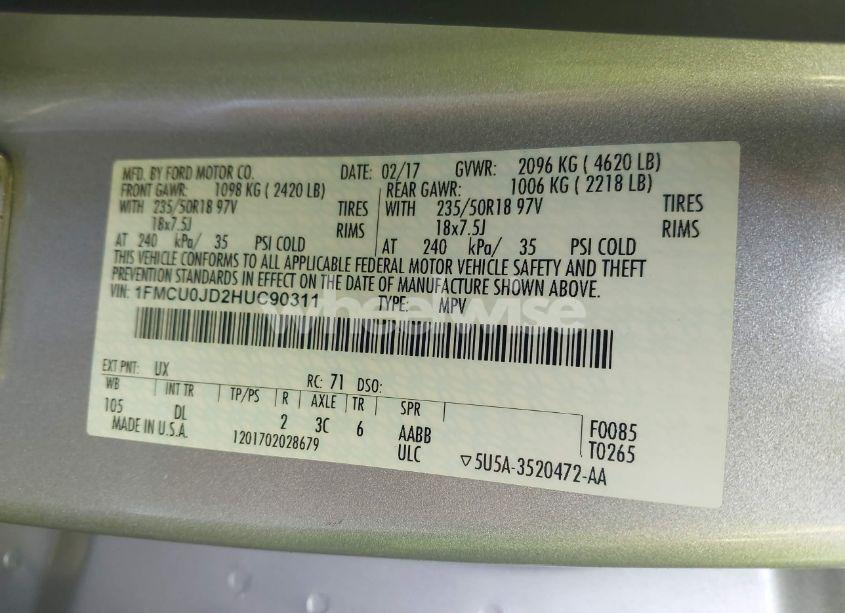 MFD. BY FORD MOTOR CO. DATE: 02/17 GVWR: 2096 KG ( 4620 LB)
FRONT GAWR: 1098 KG ( 2420 LB) REAR GAWR: 1006 KG ( 2218 LB)
WITH 235/50R18 97V TIRES WITH 235/50R18 97V TIRES
18x7.5J RIMS 18x7.5J RIMS
AT 240 kPa/ 35 PSI COLD AT 240 kPa/ 35 PSI COLD
THIS VEHICLE CONFORMS TO ALL APPLICABLE FEDERAL MOTOR VEHICLE SAFETY AND THEFT
PREVENTION STANDARDS IN EFFECT ON THE DATE OF MANUFACTURE SHOWN ABOVE.
VIN: 1FMCU0JD2HUC90311 TYPE: MPV
wheelwise
EXT PNT: UX RC: 71 DSO:
WB INT TR TP/PS R AXLE TR SPR
105 DL 2 3C 6 AABB F0085
MADE IN U.S.A. 1201702028679 ULC T0265
▽5U5A-3520472-AA